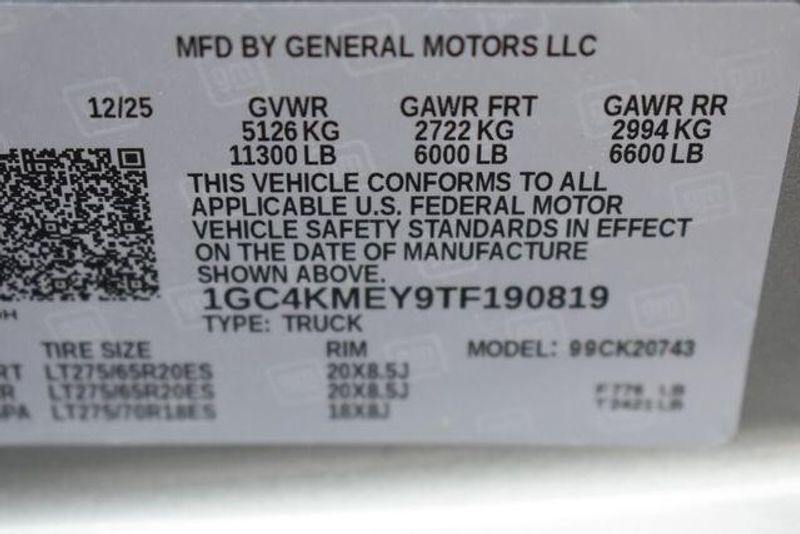 MFD BY GENERAL MOTORS LLC
12/25 GVWR GAWR FRT GAWR RR
5126 KG 2722 KG 2994 KG
11300 LB 6000 LB 6600 LB
THIS VEHICLE CONFORMS TO ALL
APPLICABLE U.S. FEDERAL MOTOR
VEHICLE SAFETY STANDARDS IN EFFECT
ON THE DATE OF MANUFACTURE
SHOWN ABOVE.
1GC4KMEY9TF190819
TYPE: TRUCK
TIRE SIZE RIM MODEL: 99CK20743
RT LT275/65R20ES 20X8.5J
R LT275/65R20ES 20X8.5J
SPA LT275/70R18ES 18X8J